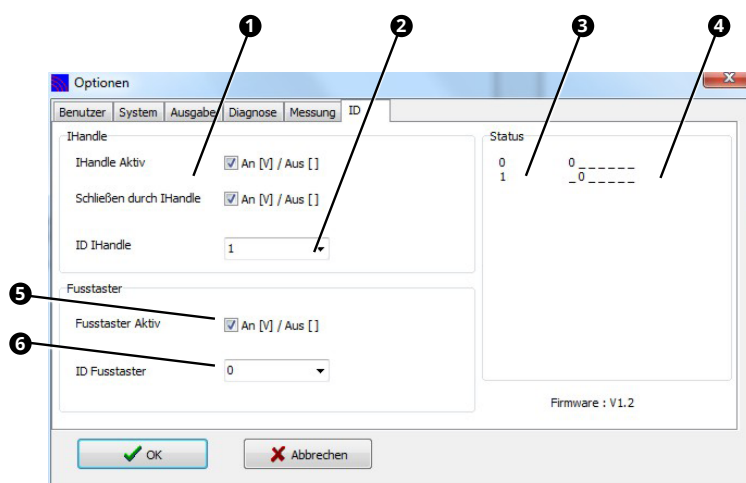 1 2 3 4
Optionen x
Benutzer System Ausgabe Diagnose Messung ID
IHandle
IHandle Aktiv An [V] / Aus [ ]
Schließen durch IHandle An [V] / Aus [ ]
ID IHandle 1
Status
0 0 _ _ _ _ _ _
1 _ 0 _ _ _ _ _
5
Fusstaster
Fusstaster Aktiv An [V] / Aus [ ]
6
ID Fusstaster 0
Firmware : V1.2
OK Abbrechen